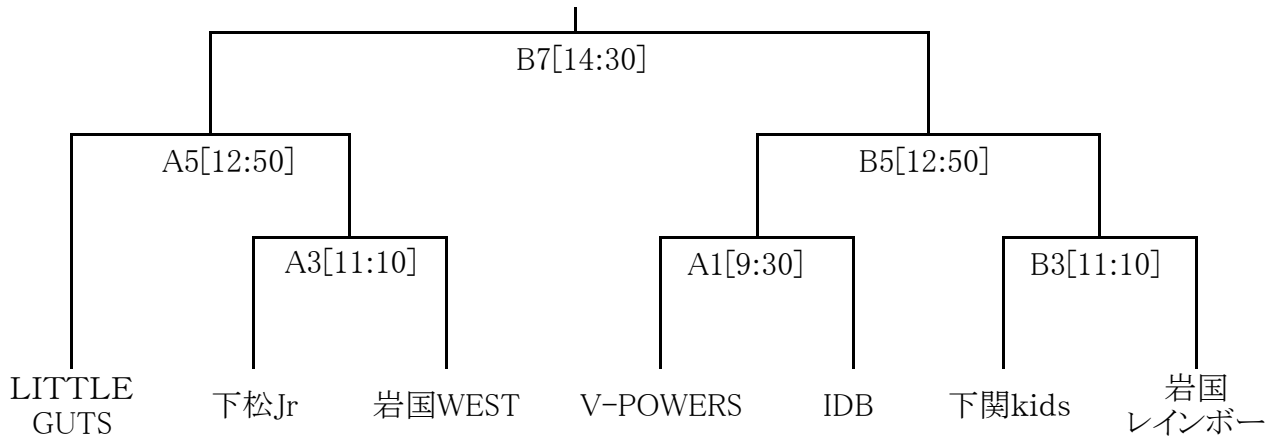 B7[14:30]
A5[12:50]
B5[12:50]
A3[11:10]
A1[9:30]
B3[11:10]
LITTLE
GUTS
下松Jr
岩国WEST
V-POWERS
IDB
下関kids
岩国
レインボー